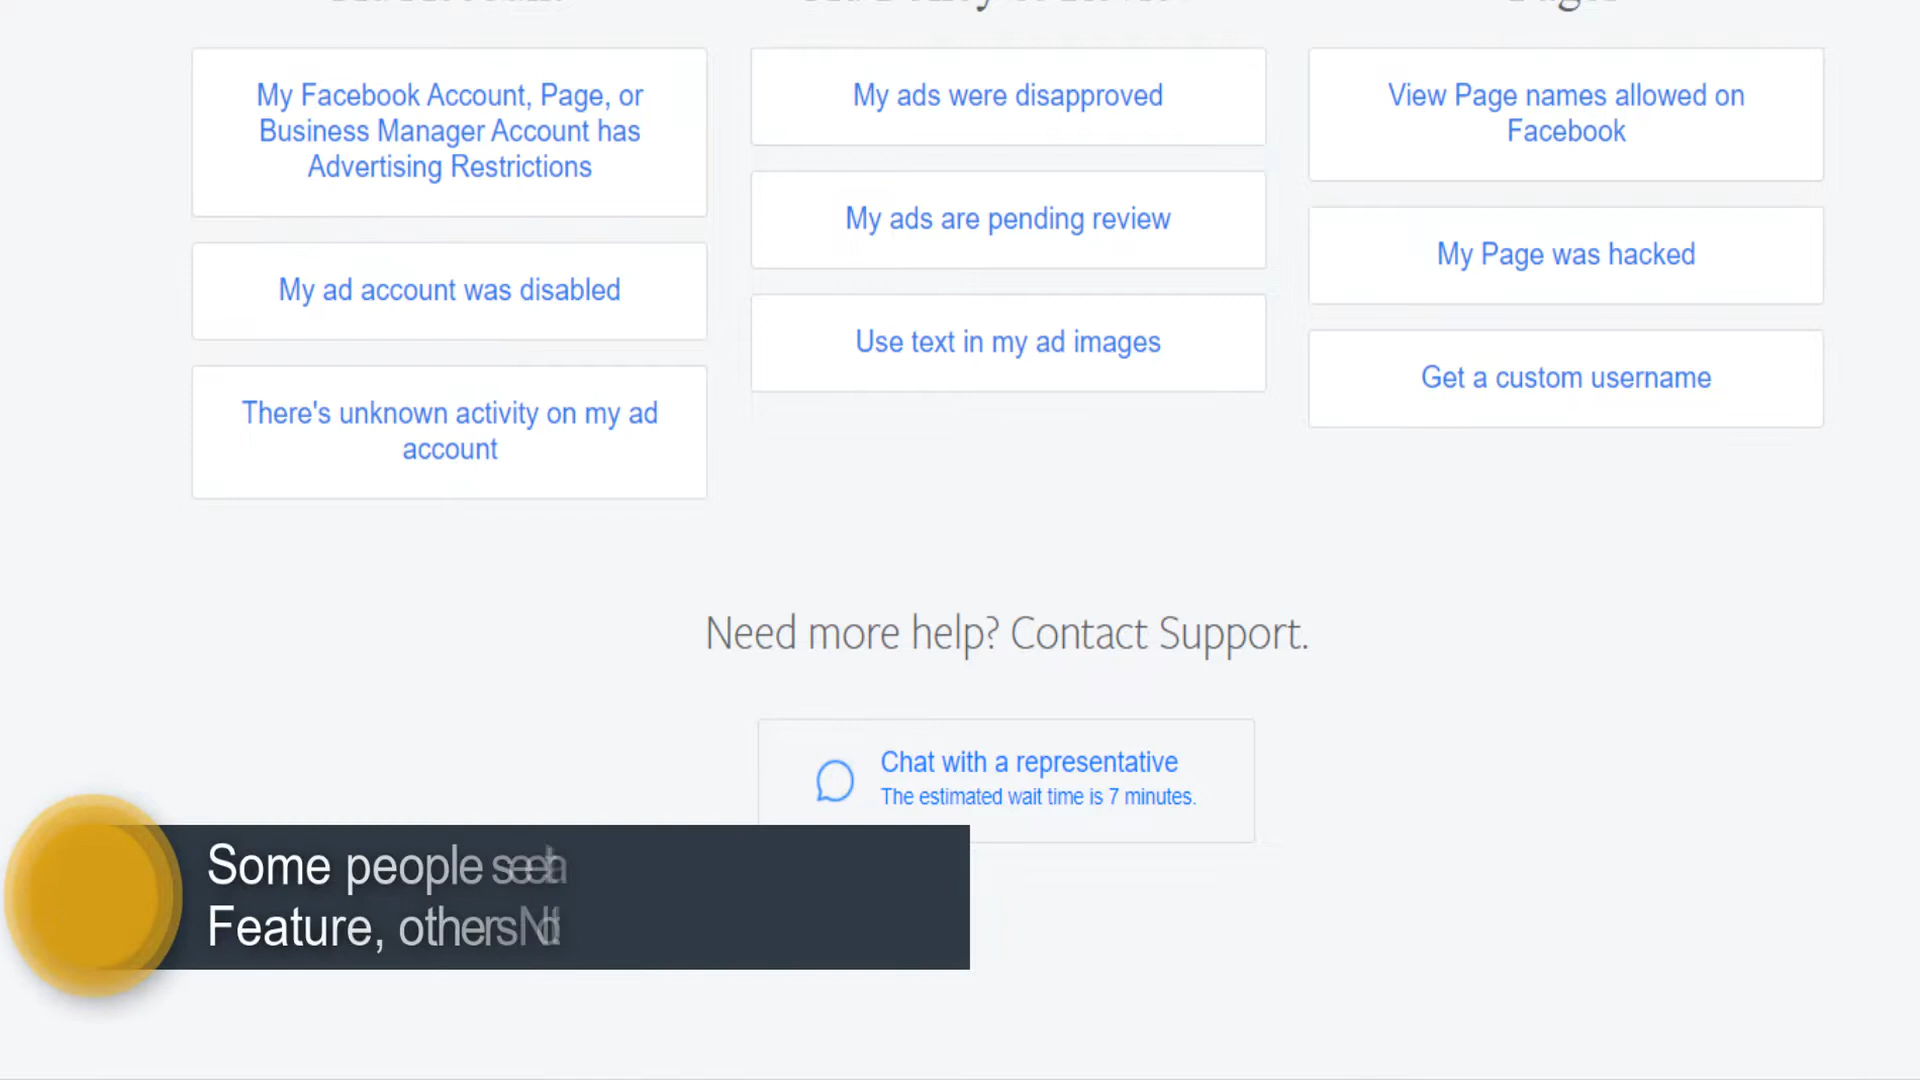 My Facebook Account, Page, or
Business Manager Account has
Advertising Restrictions
My ad account was disabled
There's unknown activity on my ad
account
My ads were disapproved
My ads are pending review
Use text in my ad images
View Page names allowed on
Facebook
My Page was hacked
Get a custom username
Need more help? Contact Support.
Chat with a representative
The estimated wait time is 7 minutes.
Some people
Feature, others